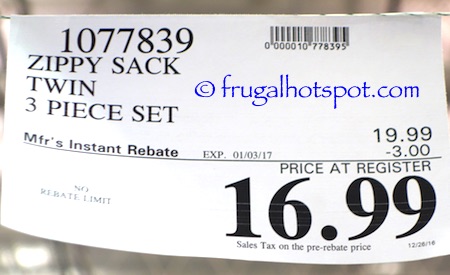 1077839
0000010778395
ZIPPY SACK
TWIN
3 PIECE SET
© frugalhotspot.com
19.99
Mfr's Instant Rebate EXP. 01/03/17 -3.00
PRICE AT REGISTER
NO
REBATE LIMIT
16.99
Sales Tax on the pre-rebate price
12/26/16